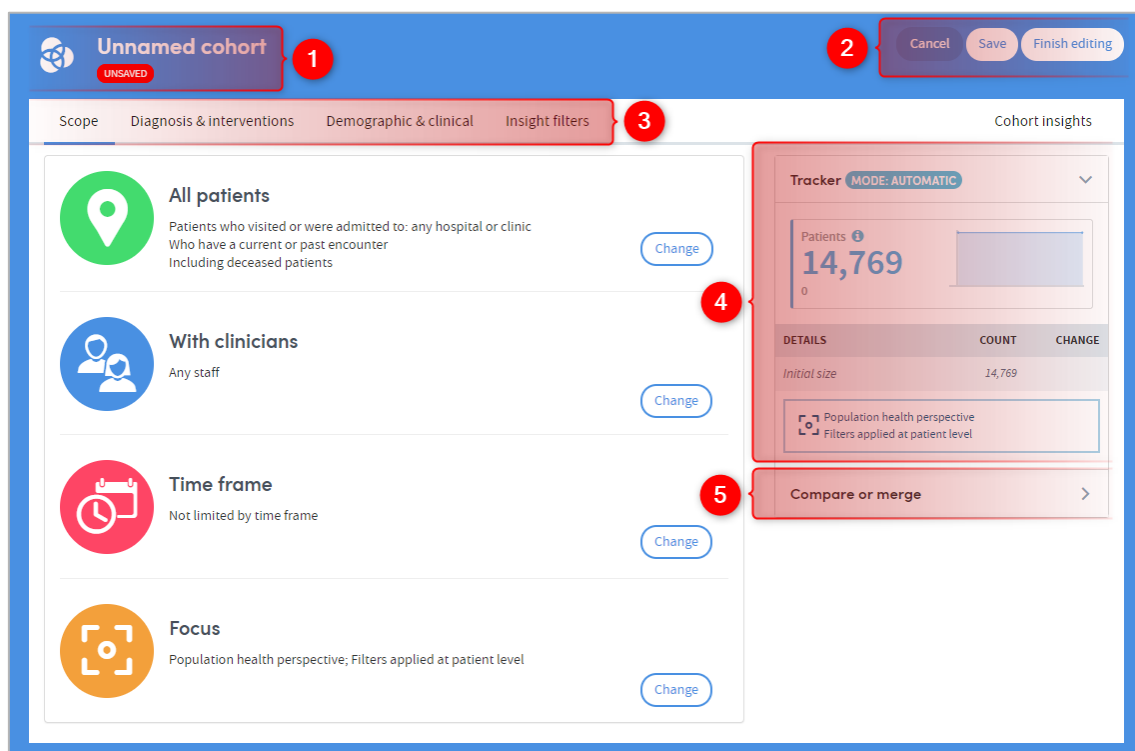 Unnamed cohort
UNSAVED
1
2
Cancel Save Finish editing
Scope Diagnosis & interventions Demographic & clinical Insight filters
3
Cohort insights
All patients
Patients who visited or were admitted to: any hospital or clinic
Who have a current or past encounter
Including deceased patients
Change
With clinicians
Any staff
Change
Time frame
Not limited by time frame
Change
Focus
Population health perspective; Filters applied at patient level
Change
4
Tracker MODE: AUTOMATIC
Patients
14,769
0
DETAILS COUNT CHANGE
Initial size 14,769
Population health perspective
Filters applied at patient level
5
Compare or merge